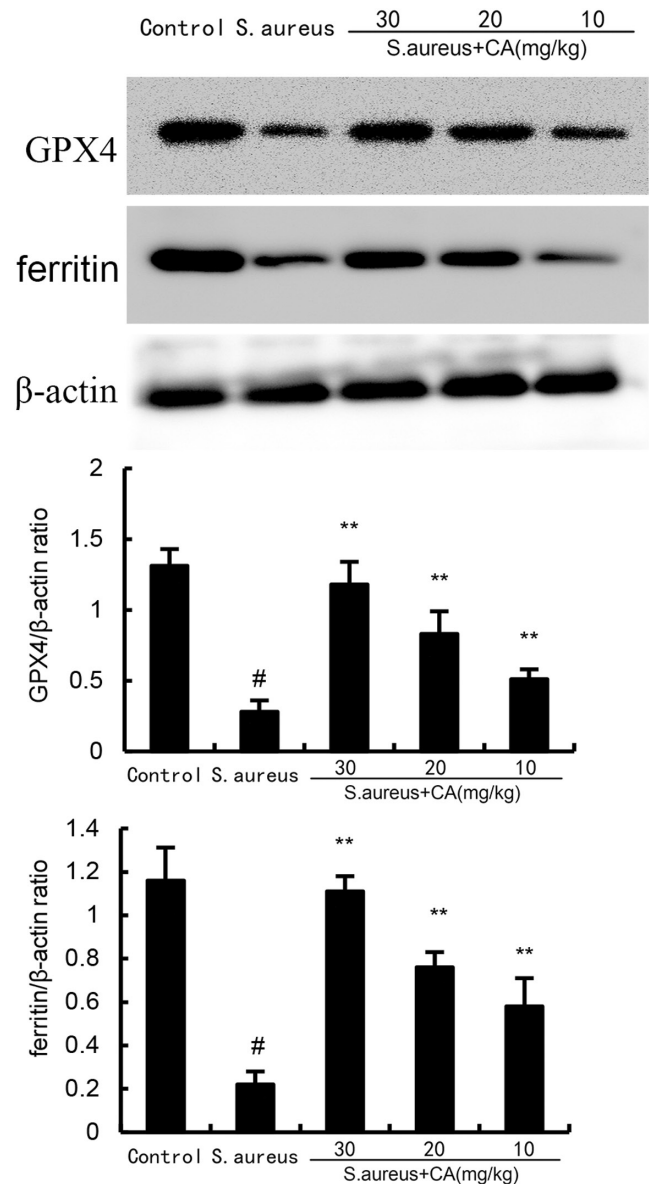 Control S.aureus 30 20 10
S.aureus+CA(mg/kg)
GPX4
ferritin
β-actin
2
**
1.5
**
GPX4/β-actin ratio
1
**
0.5
#
0
Control S.aureus 30 20 10
S.aureus+CA(mg/kg)
1.4
**
1.2
1
**
ferritin/β-actin ratio
0.8
**
0.6
0.4
#
0.2
0
Control S.aureus 30 20 10
S.aureus+CA(mg/kg)